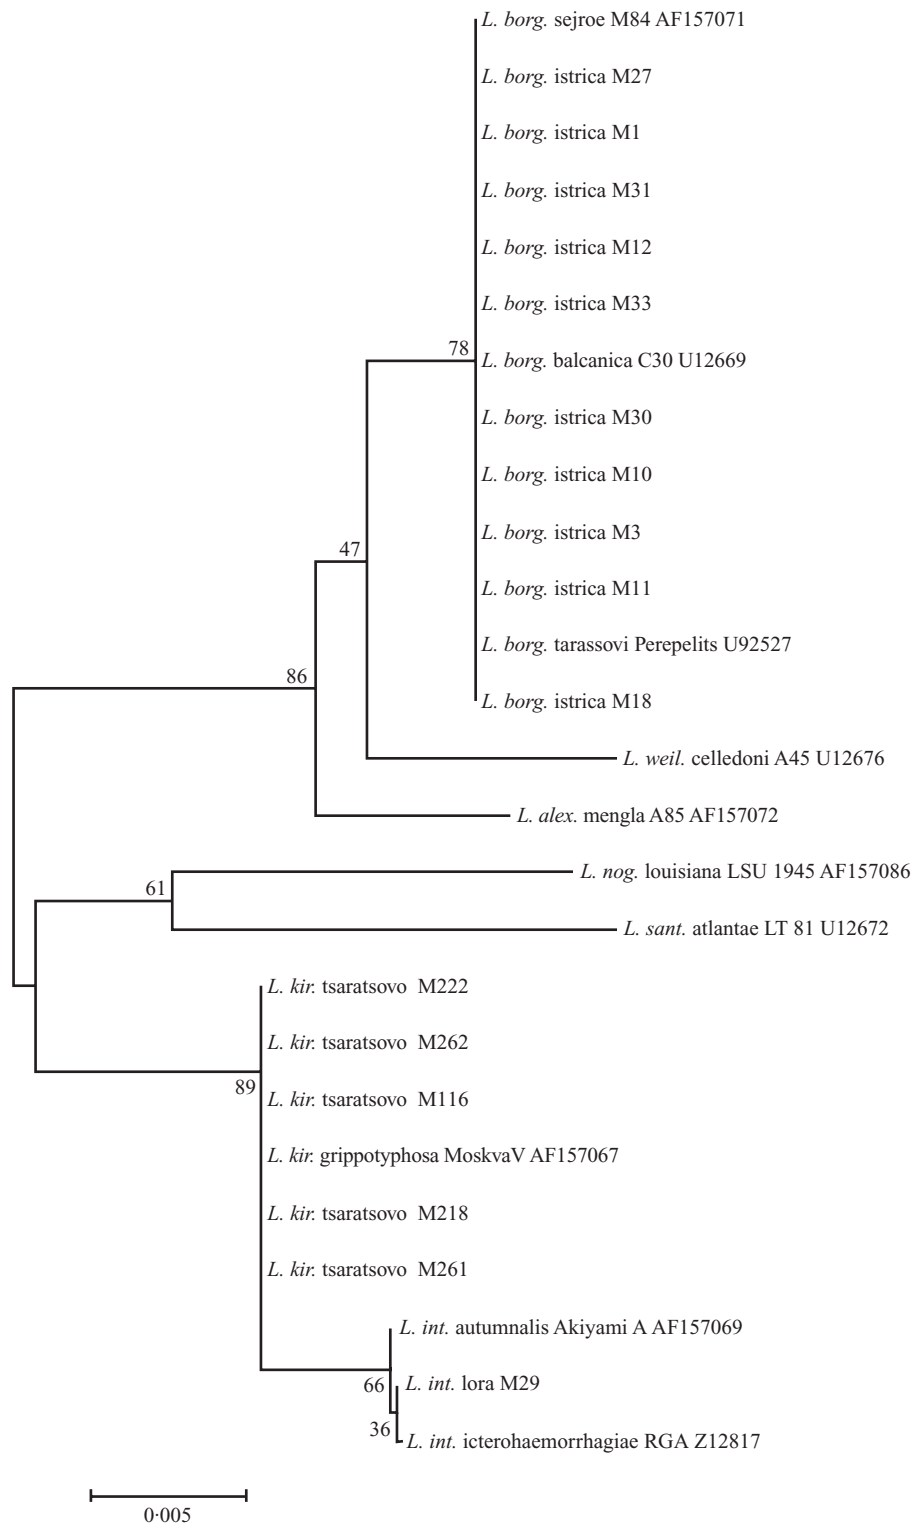 L. borg. sejroe M84 AF157071
L. borg. istrica M27
L. borg. istrica M1
L. borg. istrica M31
L. borg. istrica M12
L. borg. istrica M33
78
L. borg. balcanica C30 U12669
L. borg. istrica M30
L. borg. istrica M10
L. borg. istrica M3
47
L. borg. istrica M11
L. borg. tarassovi Perepelits U92527
86
L. borg. istrica M18
L. weil. celledoni A45 U12676
L. alex. mengla A85 AF157072
L. nog. louisiana LSU 1945 AF157086
61
L. sant. atlantae LT 81 U12672
L. kir. tsaratsovo M222
L. kir. tsaratsovo M262
89
L. kir. tsaratsovo M116
L. kir. grippotyphosa MoskvaV AF157067
L. kir. tsaratsovo M218
L. kir. tsaratsovo M261
L. int. autumnalis Akiyami A AF157069
66
L. int. lora M29
36
L. int. icterohaemorrhagiae RGA Z12817
0·005